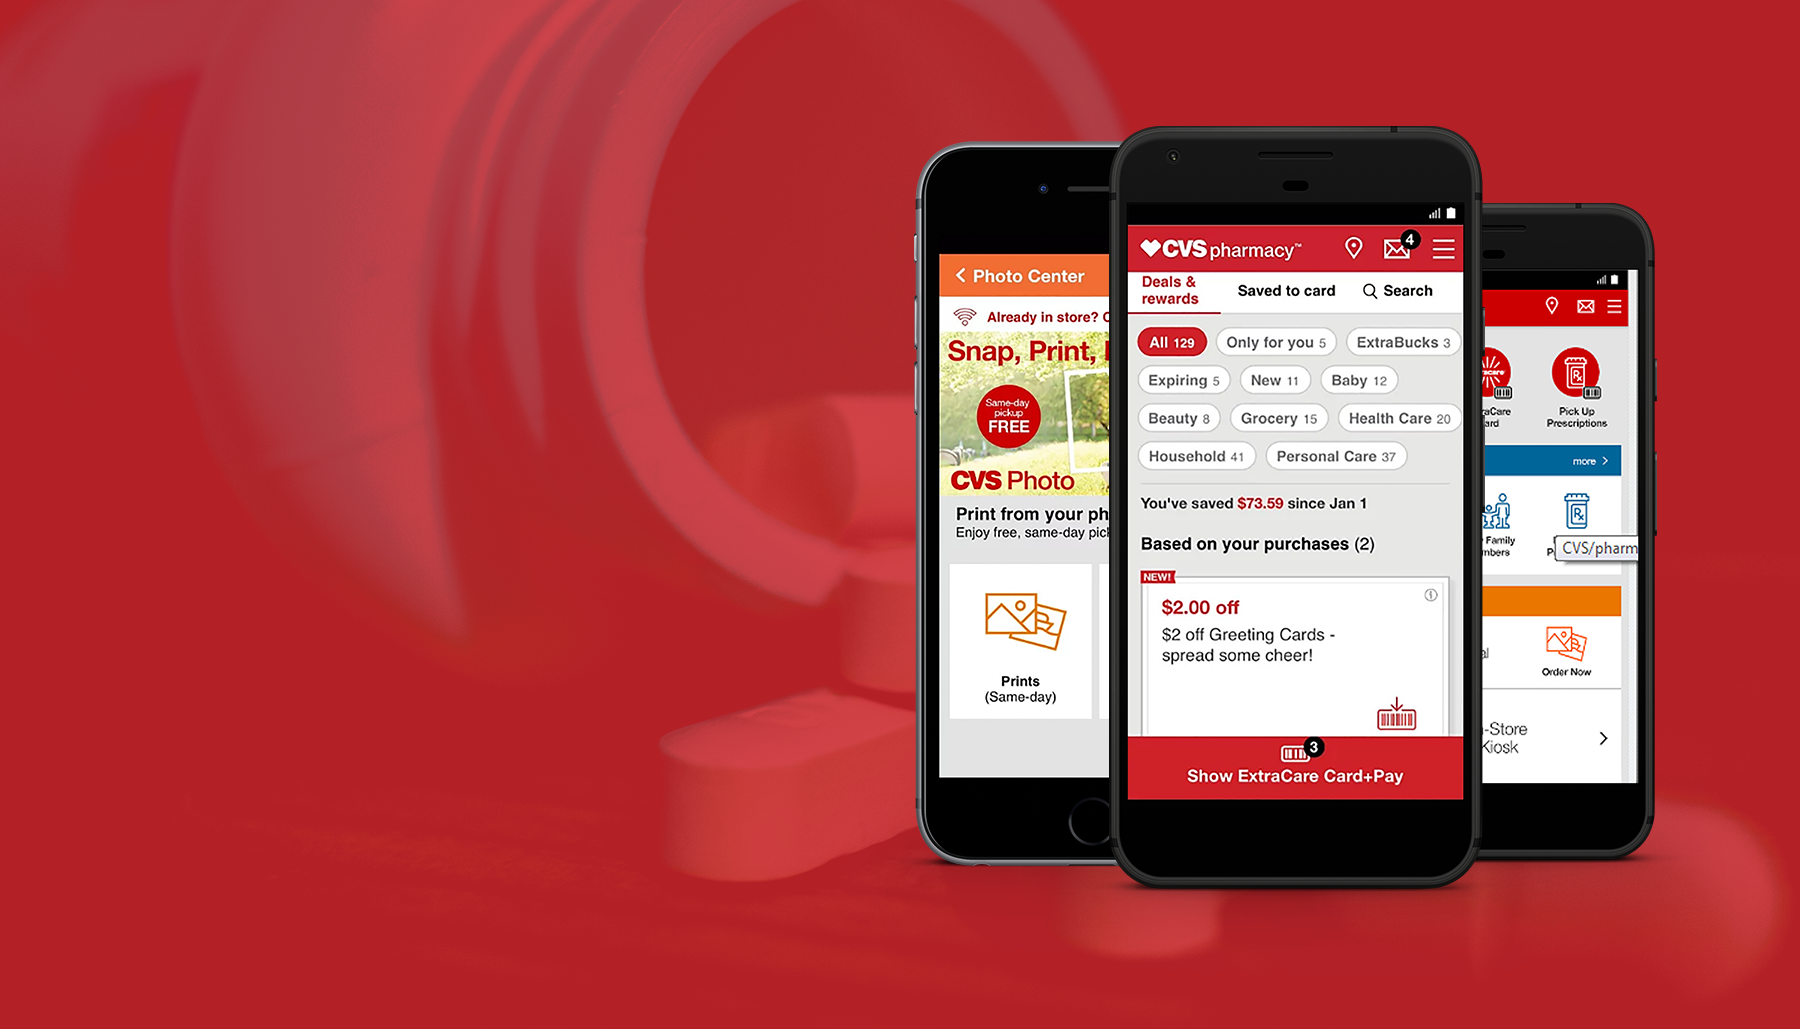 Photo Center
Already in store?
Snap, Print,
Same-day
pickup
FREE
CVS Photo
Print from your ph
Enjoy free, same-day pick
Prints
(Same-day)
CVS pharmacy™
4
Deals &
rewards
Saved to card
Search
All 129
Only for you 5
ExtraBucks 3
Expiring 5
New 11
Baby 12
Beauty 8
Grocery 15
Health Care 20
Household 41
Personal Care 37
You've saved $73.59 since Jan 1
Based on your purchases (2)
NEW!
$2.00 off
$2 off Greeting Cards -
spread some cheer!
3
Show ExtraCare Card+Pay
raCare
ard
Pick Up
Prescriptions
Rx
more
Family
mbers
Rx
CVS/pharm
al
Order Now
-Store
Kiosk